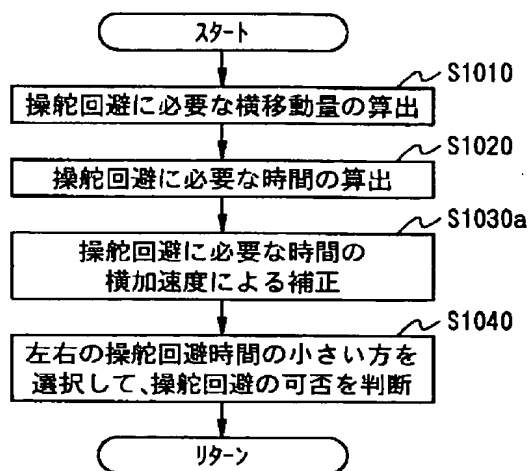 スタート
S1010
操舵回避に必要な横移動量の算出
S1020
操舵回避に必要な時間の算出
S1030a
操舵回避に必要な時間の
横加速度による補正
S1040
左右の操舵回避時間の小さい方を
選択して、操舵回避の可否を判断
リターン